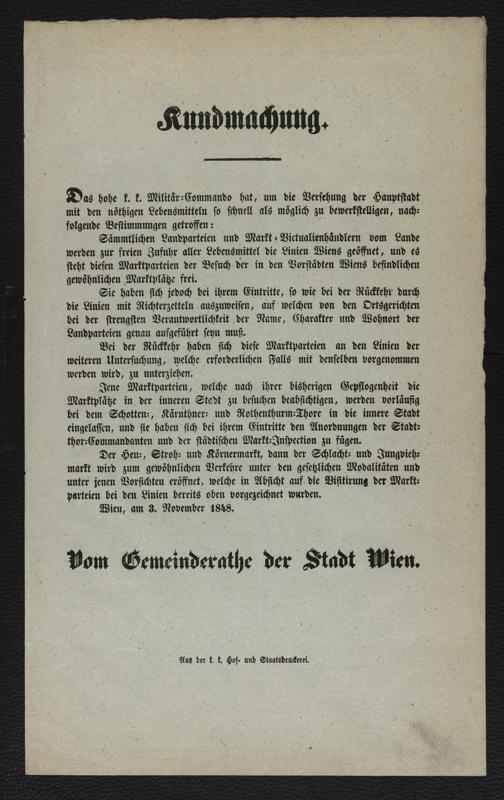 Kundmachung.
Das hohe k. k. Militär-Commando hat, um die Versehung der Hauptstadt
mit den nöthigen Lebensmitteln so schnell als möglich zu bewerkstelligen, nach-
folgende Bestimmungen getroffen:
Sämmtlichen Landparteien und Markt-Victualienhändlern vom Lande
werden zur freien Zufuhr aller Lebensmittel die Linien Wiens geöffnet, und es
steht diesen Marktparteien der Besuch der in den Vorstädten Wiens befindlichen
gewöhnlichen Marktplätze frei.
Sie haben sich jedoch bei ihrem Eintritte, so wie bei der Rückkehr durch
die Linien mit Richterzetteln auszuweisen, auf welchen von den Ortsgerichten
bei der strengsten Verantwortlichkeit der Name, Charakter und Wohnort der
Landparteien genau aufgeführt seyn muß.
Bei der Rückkehr haben sich diese Marktparteien an den Linien der
weiteren Untersuchung, welche erforderlichen Falls mit denselben vorgenommen
werden wird, zu unterziehen.
Jene Marktparteien, welche nach ihrer bisherigen Gepflogenheit die
Marktplätze in der inneren Stadt zu besuchen beabsichtigen, werden vorläufig
bei dem Schotten-, Kärnthner- und Rothenthurm-Thore in die innere Stadt
eingelassen, und sie haben sich bei ihrem Eintritte den Anordnungen der Stadt-
thor-Commandanten und der städtischen Markt-Inspection zu fügen.
Der Heu-, Stroh- und Körnermarkt, dann der Schlacht- und Jungvieh-
markt wird zum gewöhnlichen Verkehre unter den gesetzlichen Modalitäten und
unter jenen Vorsichten eröffnet, welche in Absicht auf die Visitirung der Markt-
parteien bei den Linien bereits oben vorgezeichnet wurden.
Wien, am 3. November 1848.
Vom Gemeinderathe der Stadt Wien.
Aus der k. k. Hof- und Staatsdruckerei.